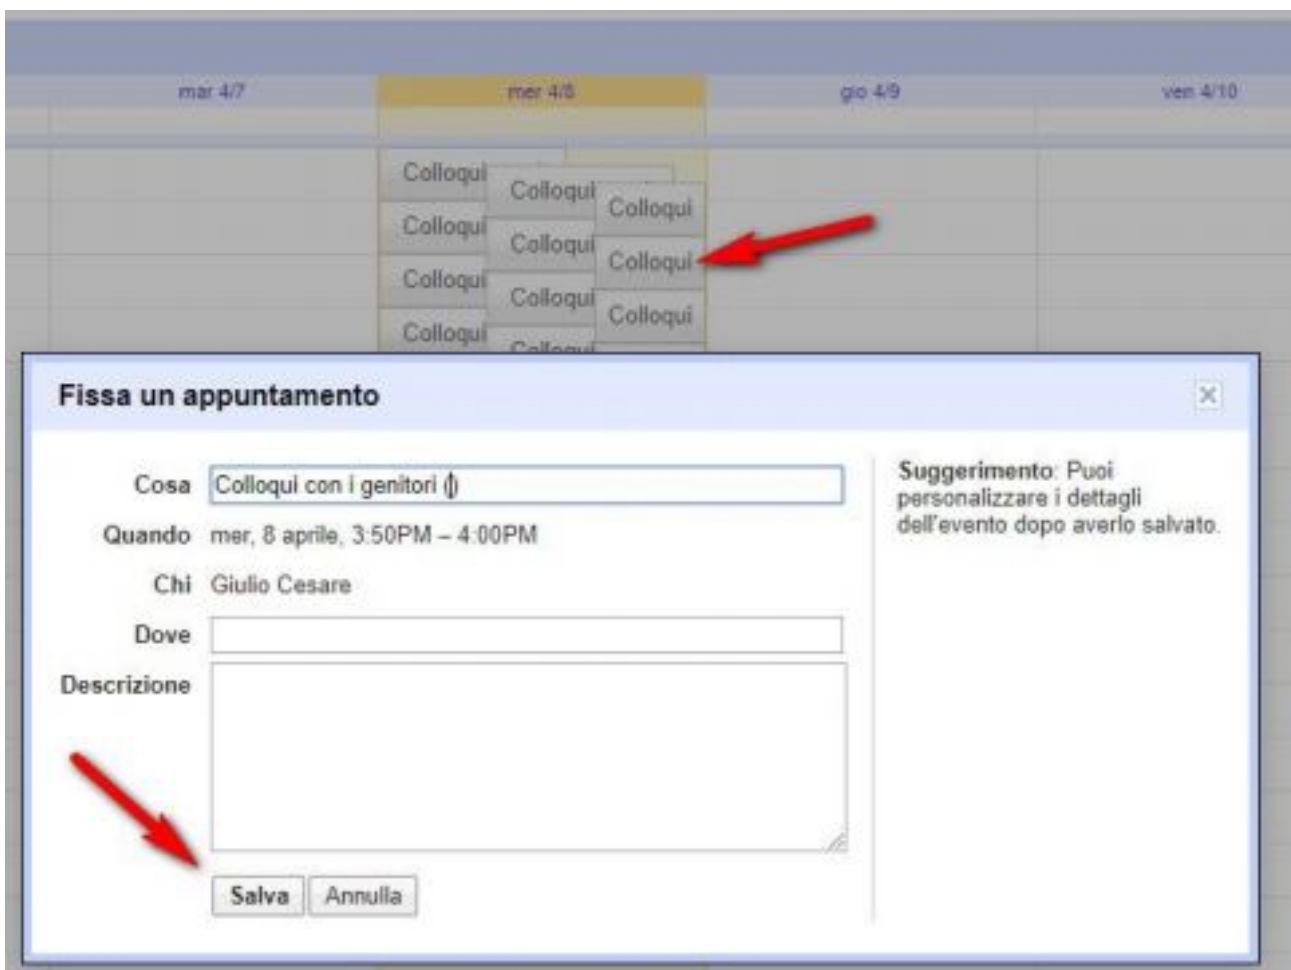 mar 4/7
mer 4/8
gio 4/9
ven 4/10
Colloqui
Colloqui
Colloqui
Colloqui
Colloqui
Colloqui
Colloqui
Colloqui
Colloqui
Colloqui
Colloqui
Fissa un appuntamento
Cosa Colloqui con i genitori ()
Quando mer, 8 aprile, 3:50PM – 4:00PM
Chi Giulio Cesare
Dove
Descrizione
Salva Annulla
Suggerimento: Puoi
personalizzare i dettagli
dell'evento dopo averlo salvato.